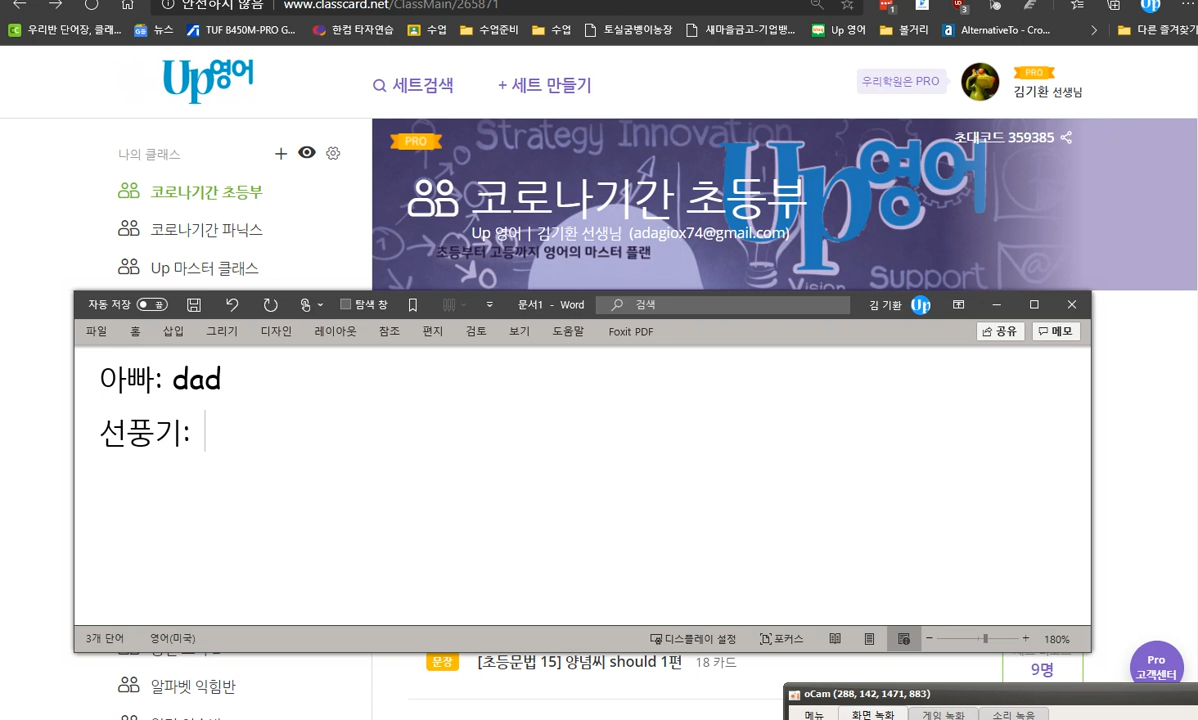 안전하지 않음 | www.classcard.net/ClassMain/265871
우리반 단어장, 클래... 뉴스 TUF B450M-PRO G... 한컴 타자연습 수업 수업준비 수업 토실굼벵이농장 새마을금고-기업뱅... Up 영어 볼거리 AlternativeTo - Cro... 다른 즐겨찾기
Up영어
세트검색 + 세트 만들기
우리학원은 PRO
PRO
김기환 선생님
나의 클래스
코로나기간 초등부
코로나기간 파닉스
Up 마스터 클래스
PRO
Strategy Innovation
초대코드 359385
Up영어
코로나기간 초등부
Up 영어 | 김기환 선생님 (adagiox74@gmail.com)
초등부터 고등까지 영어의 마스터 플랜
Vision Support
자동 저장 끔 탐색 창 문서1 - Word 검색 김 기환 Up
파일 홈 삽입 그리기 디자인 레이아웃 참조 편지 검토 보기 도움말 Foxit PDF 공유 메모
아빠: dad
선풍기:
3개 단어 영어(미국) 디스플레이 설정 포커스 180%
문장 [초등문법 15] 양념씨 should 1편 18 카드
9명
Pro
고객센터
알파벳 익힘반
oCam (288, 142, 1471, 883)
메뉴 화면 녹화 게임 녹화 소리 녹음